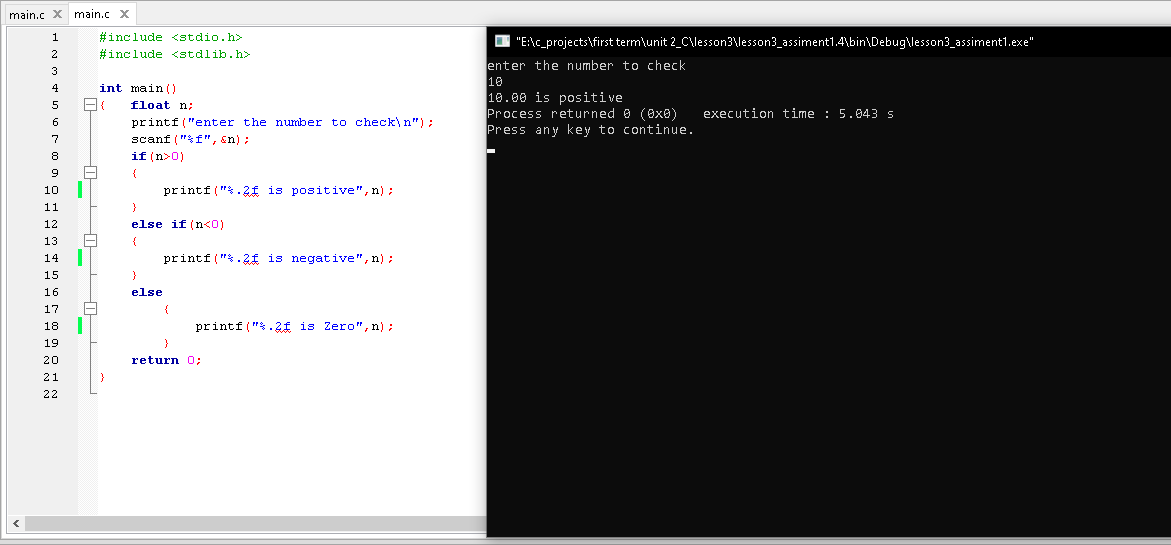 main.c X main.c X
1 #include <stdio.h>
2 #include <stdlib.h>
3
4 int main()
5 { float n;
6 printf("enter the number to check\n");
7 scanf("%f",&n);
8 if(n>0)
9 {
10 printf("%.2f is positive",n);
11 }
12 else if(n<0)
13 {
14 printf("%.2f is negative",n);
15 }
16 else
17 {
18 printf("%.2f is Zero",n);
19 }
20 return 0;
21 }
22
"E:\c_projects\first term\unit 2_C\lesson3\lesson3_assiment1.4\bin\Debug\lesson3_assiment1.exe"
enter the number to check
10
10.00 is positive
Process returned 0 (0x0)   execution time : 5.043 s
Press any key to continue.